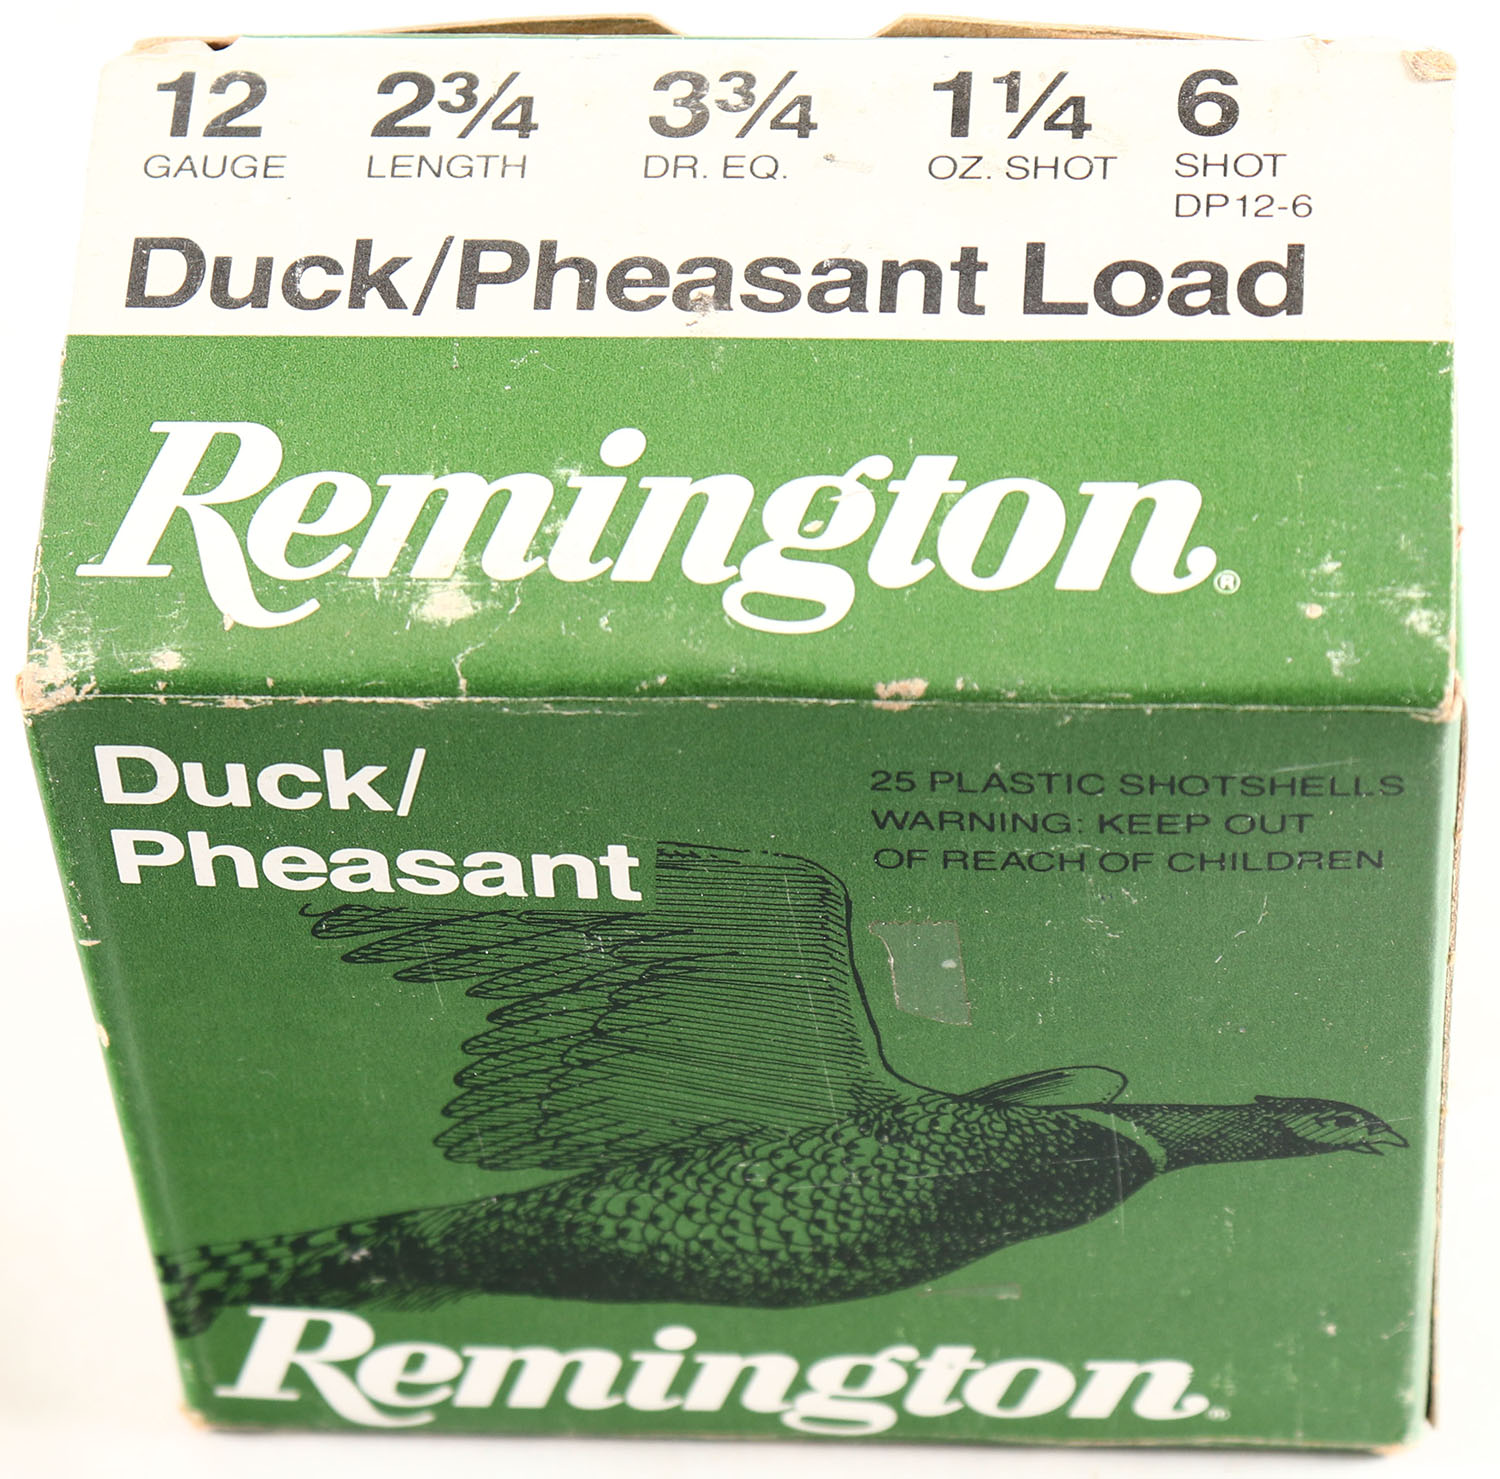 12 2¾ 3¾ 1¼ 6
GAUGE LENGTH DR. EQ. OZ. SHOT SHOT
DP12-6
Duck/Pheasant Load
Remington®
Duck/
Pheasant
25 PLASTIC SHOTSHELLS
WARNING: KEEP OUT
OF REACH OF CHILDREN
Remington®